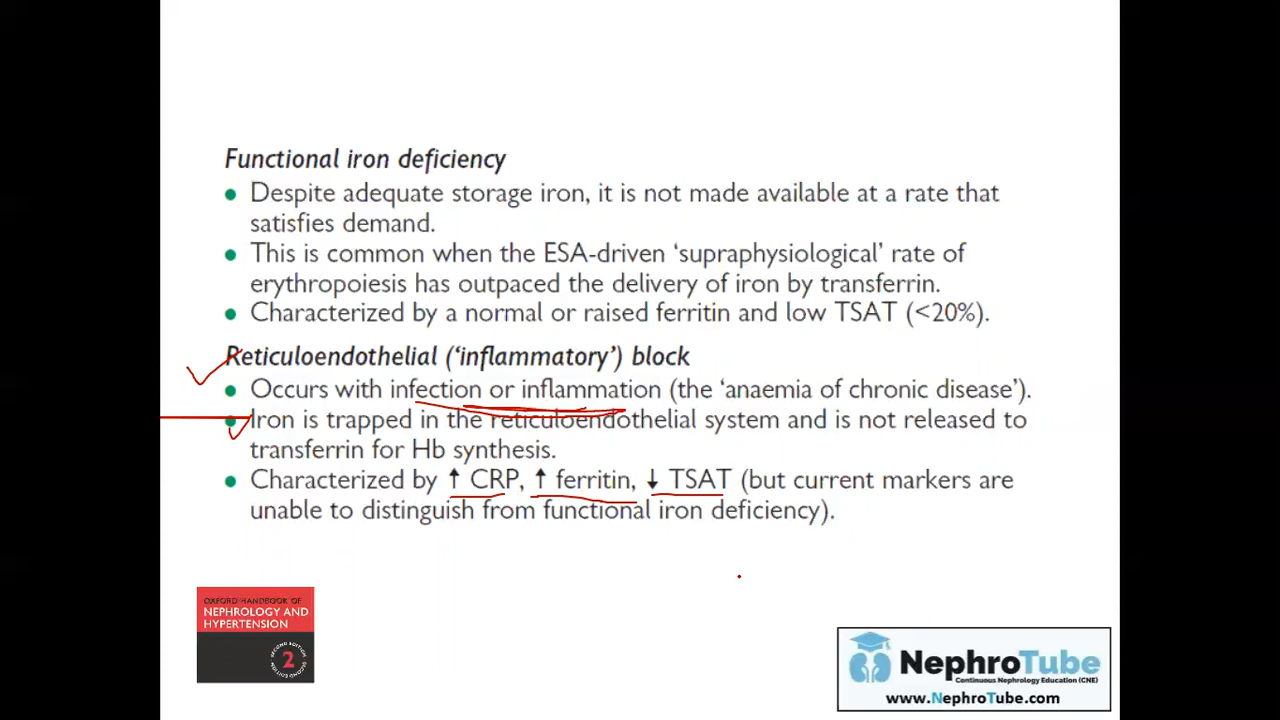 Functional iron deficiency
• Despite adequate storage iron, it is not made available at a rate that
satisfies demand.
• This is common when the ESA-driven ‘supraphysiological’ rate of
erythropoiesis has outpaced the delivery of iron by transferrin.
• Characterized by a normal or raised ferritin and low TSAT (<20%).
Reticuloendothelial (‘inflammatory’) block
• Occurs with infection or inflammation (the ‘anaemia of chronic disease’).
• Iron is trapped in the reticuloendothelial system and is not released to
transferrin for Hb synthesis.
• Characterized by ↑ CRP, ↑ ferritin, ↓ TSAT (but current markers are
unable to distinguish from functional iron deficiency).
OXFORD HANDBOOK OF
NEPHROLOGY AND
HYPERTENSION
SECOND EDITION
2
SECOND EDITION
NephroTube
Continuous Nephrology Education (CNE)
www.NephroTube.com